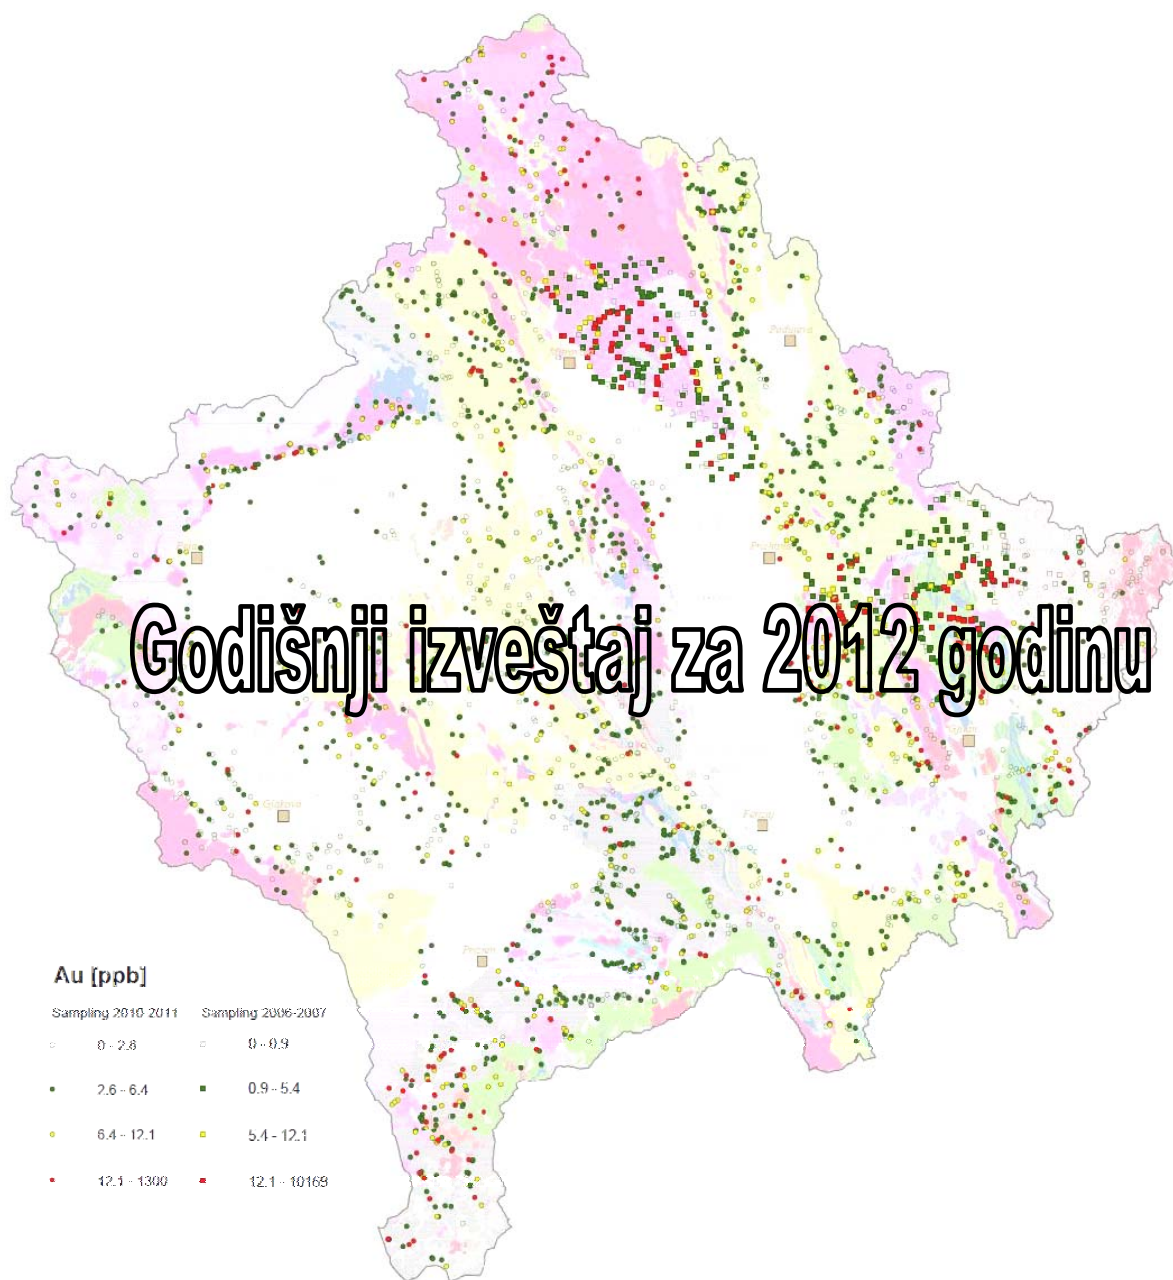 Godišnji izveštaj za 2012 godinu
Au [ppb]
Sampling 2010-2011 Sampling 2006-2007
0 - 2.6 0 - 0.9
2.6 - 6.4 0.9 - 5.4
6.4 - 12.1 5.4 - 12.1
12.1 - 1300 12.1 - 10169